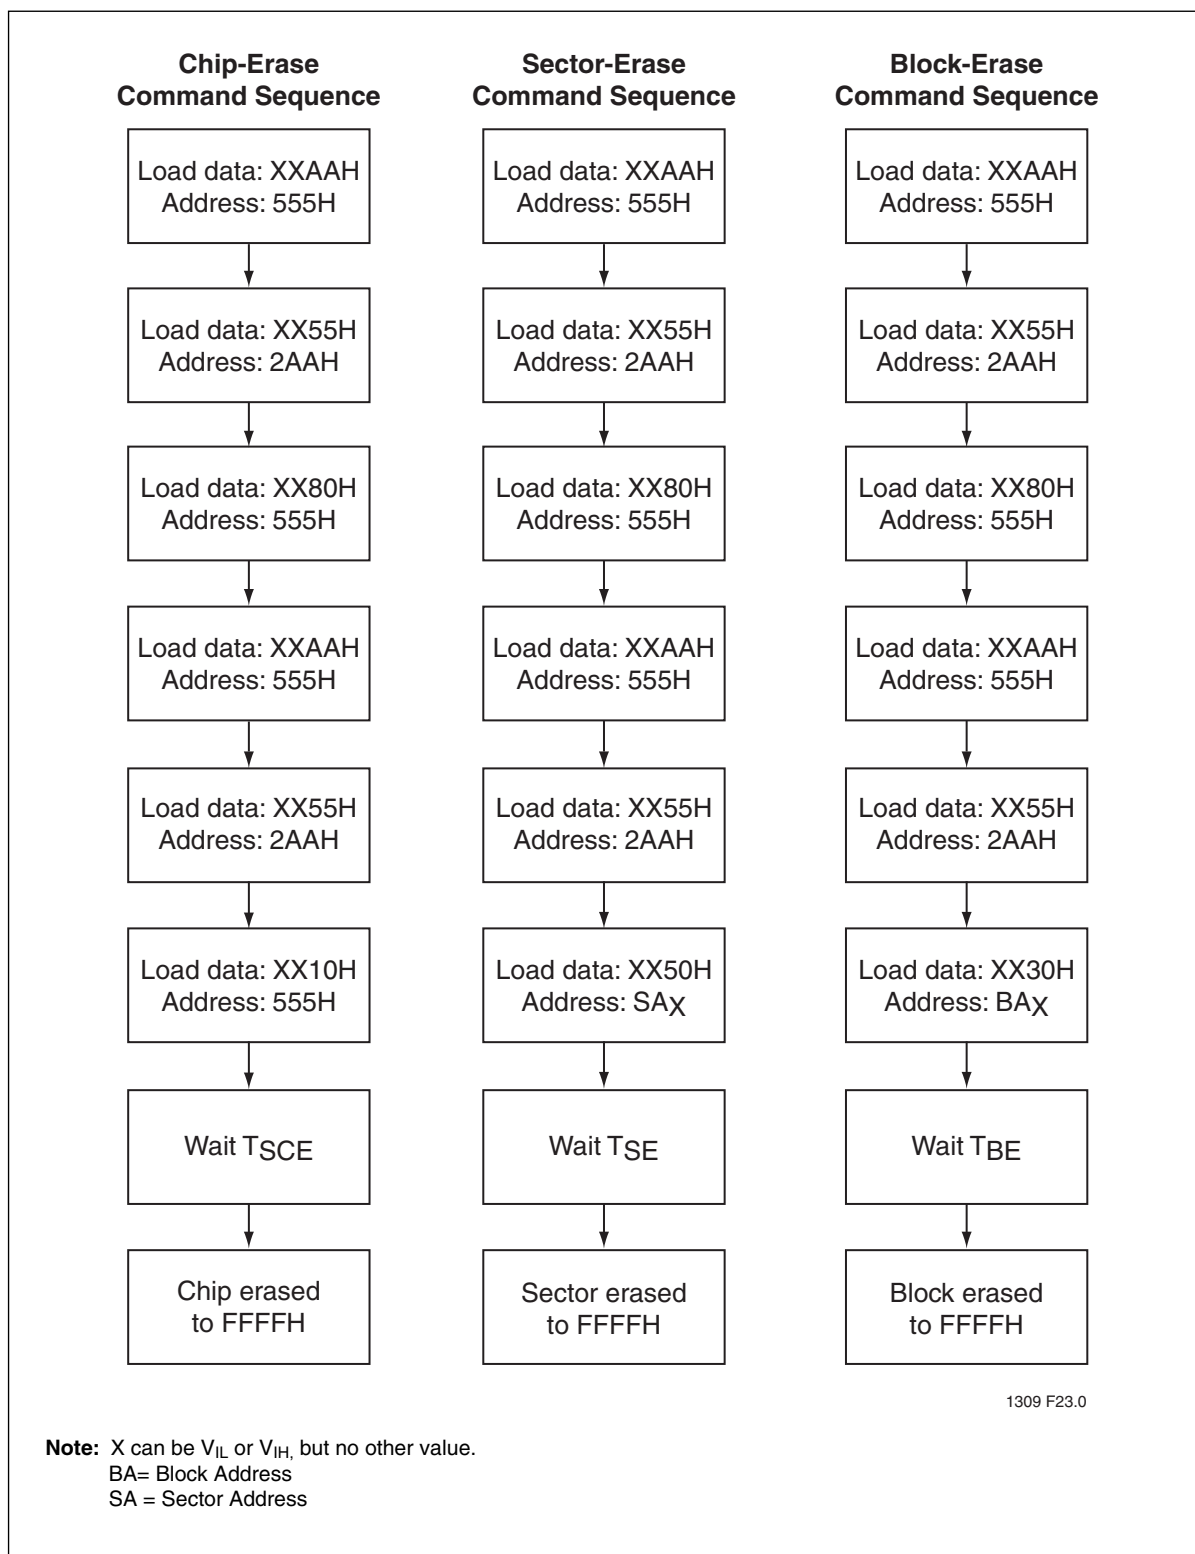 Chip-Erase
Command Sequence
Load data: XXAAH
Address: 555H
Load data: XX55H
Address: 2AAH
Load data: XX80H
Address: 555H
Load data: XXAAH
Address: 555H
Load data: XX55H
Address: 2AAH
Load data: XX10H
Address: 555H
Wait TSCE
Chip erased
to FFFFH
Sector-Erase
Command Sequence
Load data: XXAAH
Address: 555H
Load data: XX55H
Address: 2AAH
Load data: XX80H
Address: 555H
Load data: XXAAH
Address: 555H
Load data: XX55H
Address: 2AAH
Load data: XX50H
Address: SAX
Wait TSE
Sector erased
to FFFFH
Block-Erase
Command Sequence
Load data: XXAAH
Address: 555H
Load data: XX55H
Address: 2AAH
Load data: XX80H
Address: 555H
Load data: XXAAH
Address: 555H
Load data: XX55H
Address: 2AAH
Load data: XX30H
Address: BAX
Wait TBE
Block erased
to FFFFH
1309 F23.0
Note: X can be VIL or VIH, but no other value.
BA= Block Address
SA = Sector Address